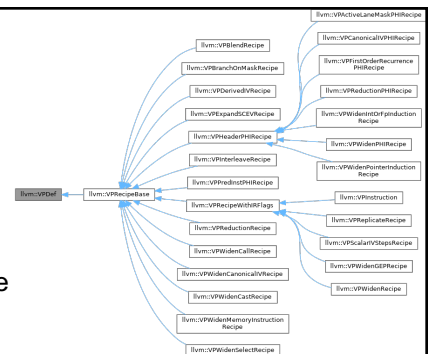 llvm::VPActiveLaneMaskPHIRecipe
llvm::VPBlendRecipe
llvm::VPCanonicalIVPHIRecipe
llvm::VPBranchOnMaskRecipe
llvm::VPFirstOrderRecurrence
PHIRecipe
llvm::VPDerivedIVRecipe
llvm::VPReductionPHIRecipe
llvm::VPExpandSCEVRecipe
llvm::VPWidenIntOrFpInduction
Recipe
llvm::VPHeaderPHIRecipe
llvm::VPWidenPHIRecipe
llvm::VPInterleaveRecipe
llvm::VPWidenPointerInduction
Recipe
llvm::VPPredInstPHIRecipe
llvm::VPDef
llvm::VPRecipeBase
llvm::VPInstruction
llvm::VPRecipeWithIRFlags
llvm::VPReplicateRecipe
llvm::VPReductionRecipe
llvm::VPScalarIVStepsRecipe
llvm::VPWidenCallRecipe
llvm::VPWidenGEPRecipe
llvm::VPWidenCanonicalIVRecipe
e
llvm::VPWidenRecipe
llvm::VPWidenCastRecipe
llvm::VPWidenMemoryInstruction
Recipe
llvm::VPWidenSelectRecipe